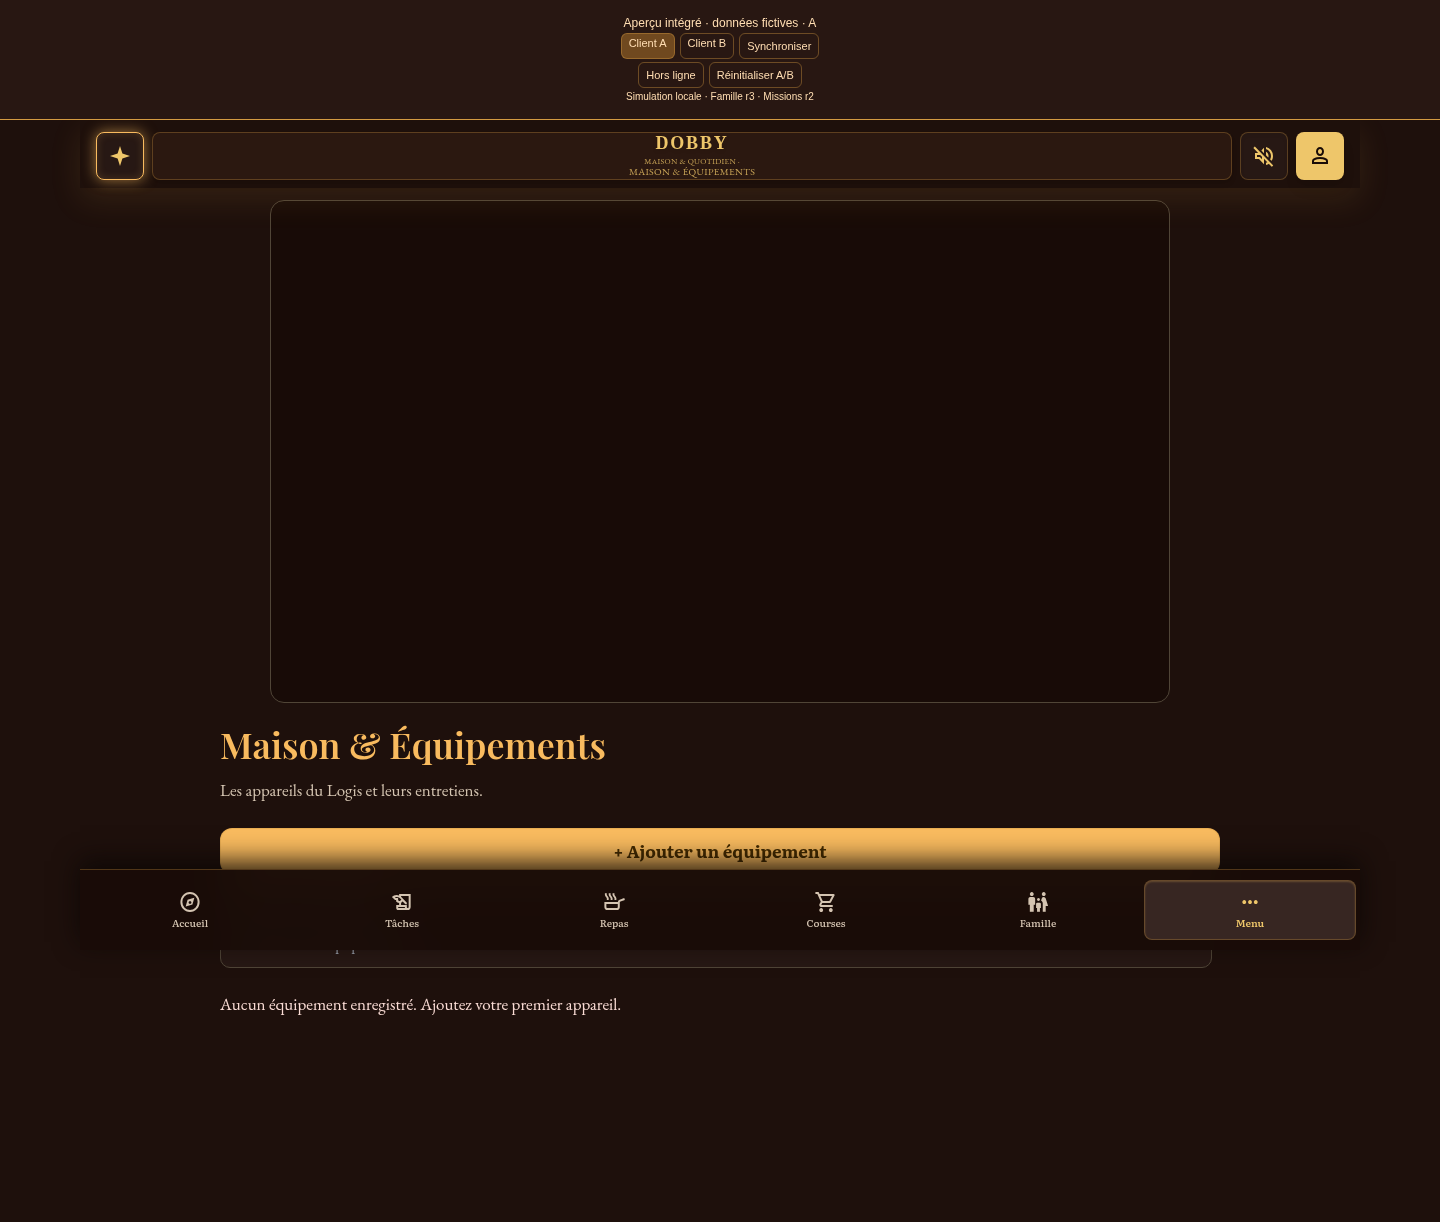 Aperçu intégré · données fictives · A
Client A
Client B
Synchroniser
Hors ligne
Réinitialiser A/B
Simulation locale · Famille r3 · Missions r2
DOBBY
MAISON & QUOTIDIEN ·
MAISON & ÉQUIPEMENTS
Maison & Équipements
Les appareils du Logis et leurs entretiens.
+ Ajouter un équipement
Accueil
Tâches
Repas
Courses
Famille
Menu
Aucun équipement enregistré. Ajoutez votre premier appareil.